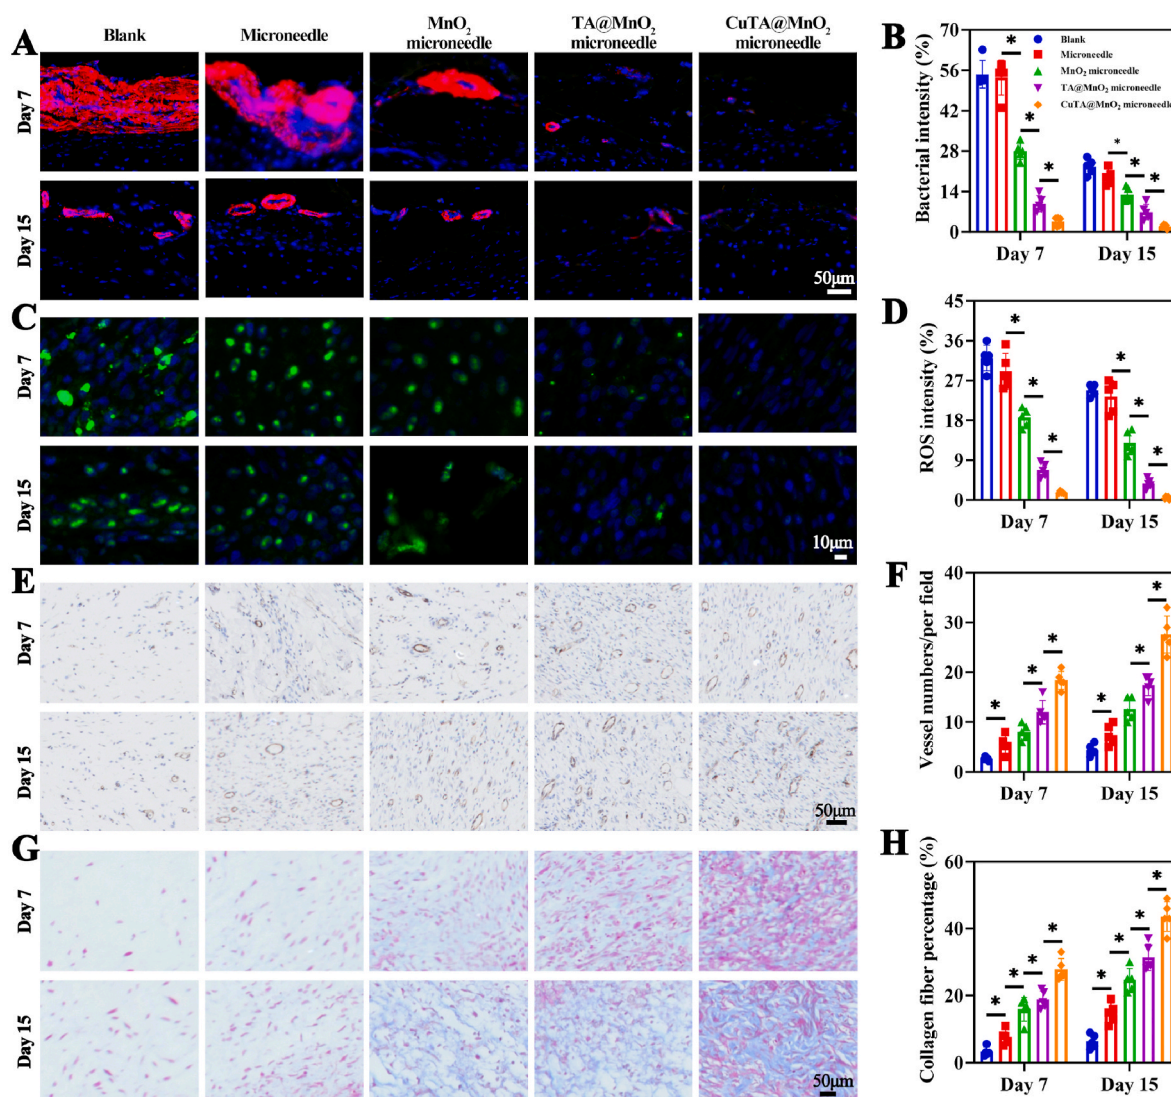 A
Blank
Microneedle
MnO₂
microneedle
TA@MnO₂
microneedle
CuTA@MnO₂
microneedle
Day 7
Day 15
50μm
B
Bacterial intensity (%)
70
56
42
28
14
0
Blank
Microneedle
MnO₂ microneedle
TA@MnO₂ microneedle
CuTA@MnO₂ microneedle
* * * * * *
Day 7
Day 15
C
Day 7
Day 15
10μm
D
ROS intensity (%)
45
36
27
18
9
0
* * * * * *
Day 7
Day 15
E
Day 7
Day 15
50μm
F
Vessel numbers/per field
40
30
20
10
0
* * * * * *
Day 7
Day 15
G
Day 7
Day 15
50μm
H
Collagen fiber percentage (%)
60
40
20
0
* * * * * * * *
Day 7
Day 15